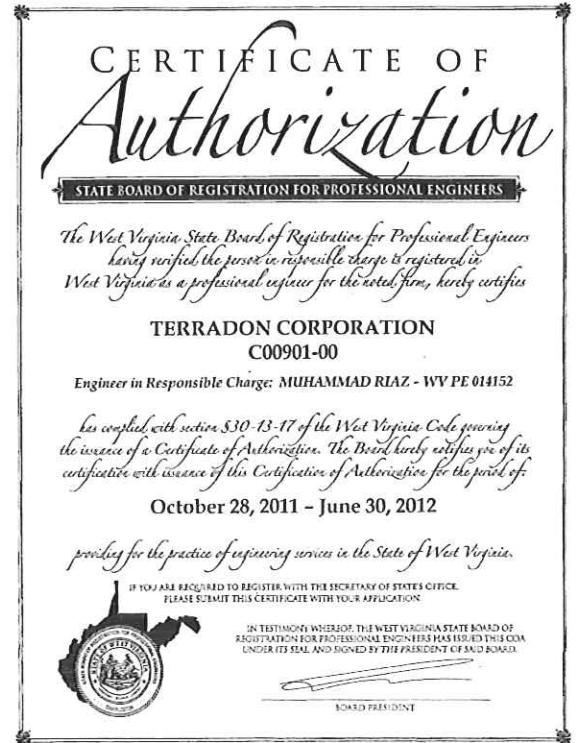 CERTIFICATE OF
Authorization
STATE BOARD OF REGISTRATION FOR PROFESSIONAL ENGINEERS
The West Virginia State Board of Registration for Professional Engineers
having verified the person in responsible charge is registered in
West Virginia as a professional engineer for the noted firm, hereby certifies
TERRADON CORPORATION
C00901-00
Engineer in Responsible Charge: MUHAMMAD RIAZ - WV PE 014152
has complied with section §30-13-17 of the West Virginia Code governing
the issuance of a Certificate of Authorization. The Board hereby notifies you of its
certification with issuance of this Certification of Authorization for the period of:
October 28, 2011 – June 30, 2012
providing for the practice of engineering services in the State of West Virginia.
IF YOU ARE REQUIRED TO REGISTER WITH THE SECRETARY OF STATE'S OFFICE,
PLEASE SUBMIT THIS CERTIFICATE WITH YOUR APPLICATION
IN TESTIMONY WHEREOF, THE WEST VIRGINIA STATE BOARD OF
REGISTRATION FOR PROFESSIONAL ENGINEERS HAS ISSUED THIS COA
UNDER ITS SEAL AND SIGNED BY THE PRESIDENT OF SAID BOARD.
BOARD PRESIDENT
STATE OF WEST VIRGINIA